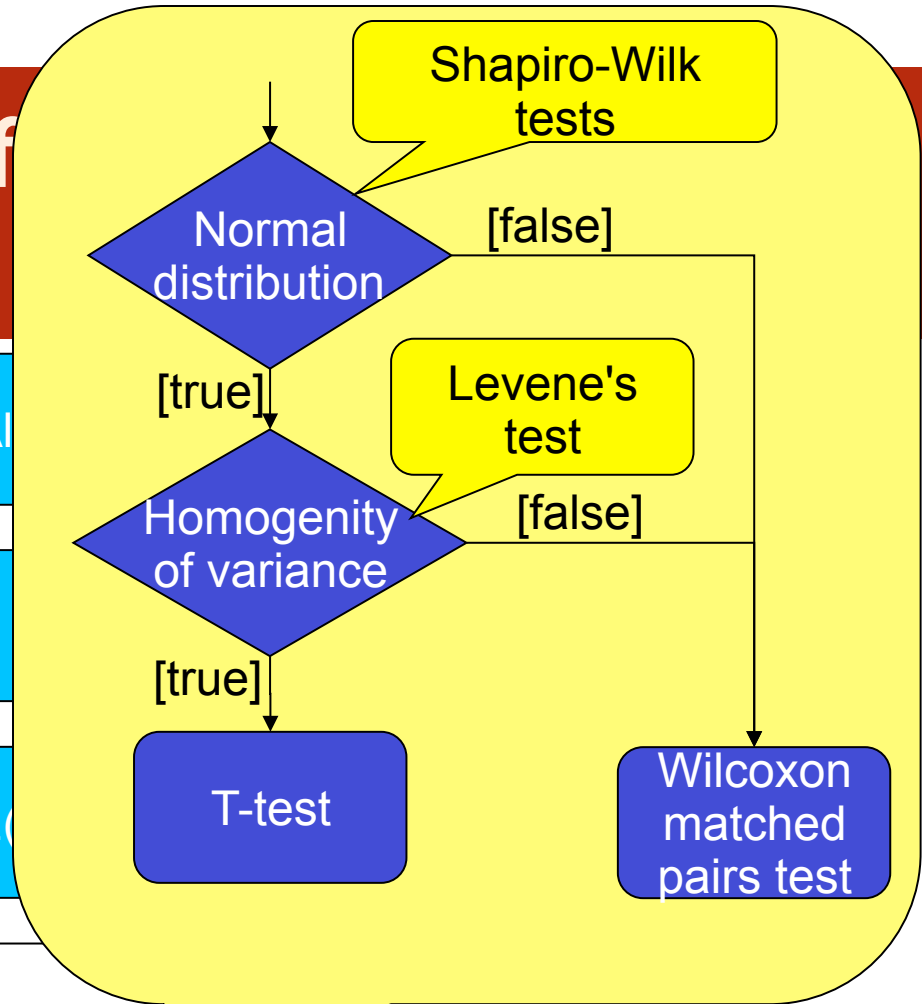 Shapiro-Wilk
tests
Normal
distribution
[false]
[true]
Levene's
test
Homogenity
of variance
[false]
[true]
T-test
Wilcoxon
matched
pairs test